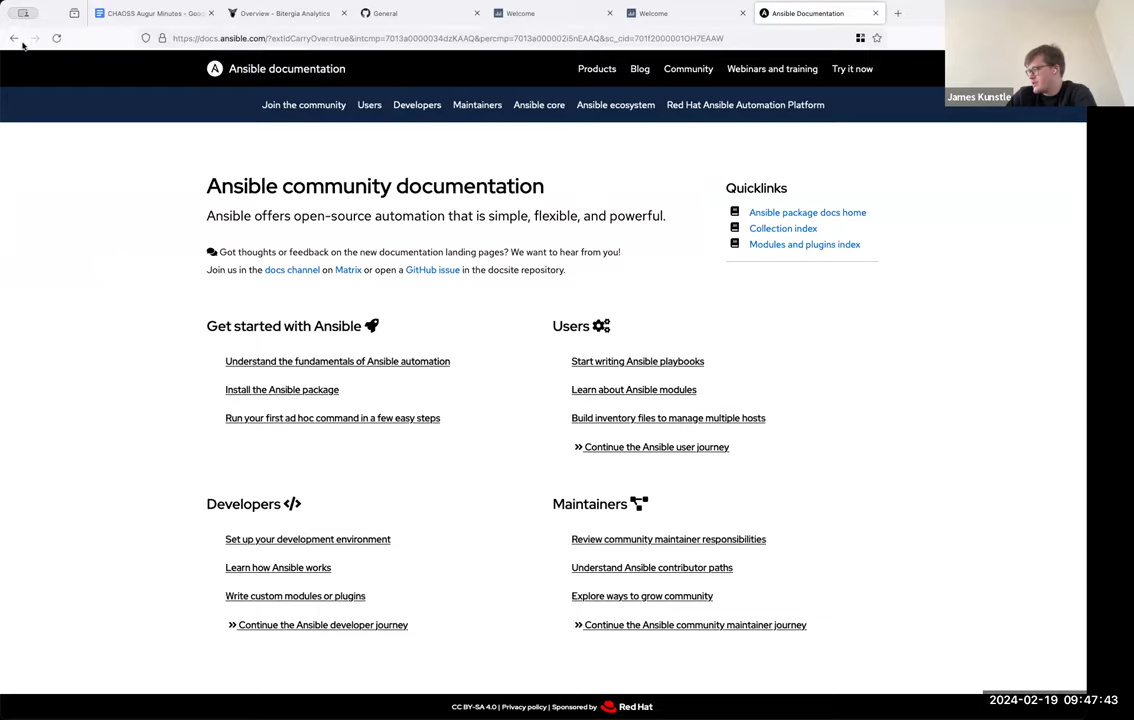 CHAOSS Augur Minutes - Goo
Overview - Bitergia Analytics
General
Welcome
Welcome
Ansible Documentation
https://docs.ansible.com/?extIdCarryOver=true&intcmp=7013a0000034dzKAAQ&percmp=7013a000002i5nEAAQ&sc_cid=701f2000001OH7EAAW
James Kunstle
A Ansible documentation
Products Blog Community Webinars and training Try it now
Join the community Users Developers Maintainers Ansible core Ansible ecosystem Red Hat Ansible Automation Platform
Ansible community documentation
Ansible offers open-source automation that is simple, flexible, and powerful.
Got thoughts or feedback on the new documentation landing pages? We want to hear from you!
Join us in the docs channel on Matrix or open a GitHub issue in the docsite repository.
Quicklinks
Ansible package docs home
Collection index
Modules and plugins index
Get started with Ansible
Understand the fundamentals of Ansible automation
Install the Ansible package
Run your first ad hoc command in a few easy steps
Users
Start writing Ansible playbooks
Learn about Ansible modules
Build inventory files to manage multiple hosts
» Continue the Ansible user journey
Developers </>
Set up your development environment
Learn how Ansible works
Write custom modules or plugins
» Continue the Ansible developer journey
Maintainers
Review community maintainer responsibilities
Understand Ansible contributor paths
Explore ways to grow community
» Continue the Ansible community maintainer journey
CC BY-SA 4.0 | Privacy policy | Sponsored by Red Hat
2024-02-19 09:47:43